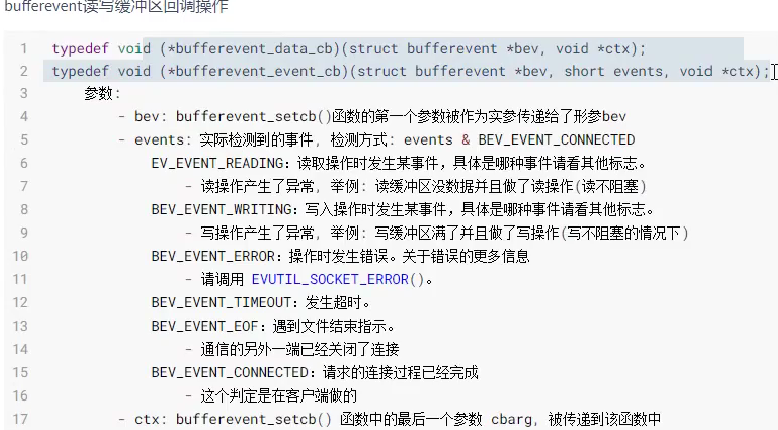 bufferevent读写缓冲区回调操作
1 typedef void (*bufferevent_data_cb)(struct bufferevent *bev, void *ctx);
2 typedef void (*bufferevent_event_cb)(struct bufferevent *bev, short events, void *ctx);
3 参数:
4 - bev: bufferevent_setcb()函数的第一个参数被作为实参传递给了形参bev
5 - events: 实际检测到的事件, 检测方式: events & BEV_EVENT_CONNECTED
6 EV_EVENT_READING: 读取操作时发生某事件，具体是哪种事件请看其他标志。
7 - 读操作产生了异常, 举例: 读缓冲区没数据并且做了读操作(读不阻塞)
8 BEV_EVENT_WRITING: 写入操作时发生某事件，具体是哪种事件请看其他标志。
9 - 写操作产生了异常, 举例: 写缓冲区满了并且做了写操作(写不阻塞的情况下)
10 BEV_EVENT_ERROR: 操作时发生错误。关于错误的更多信息
11 - 请调用 EVUTIL_SOCKET_ERROR()。
12 BEV_EVENT_TIMEOUT: 发生超时。
13 BEV_EVENT_EOF: 遇到文件结束指示。
14 - 通信的另外一端已经关闭了连接
15 BEV_EVENT_CONNECTED: 请求的连接过程已经完成
16 - 这个判定是在客户端做的
17 - ctx: bufferevent_setcb() 函数中的最后一个参数 cbarg, 被传递到该函数中